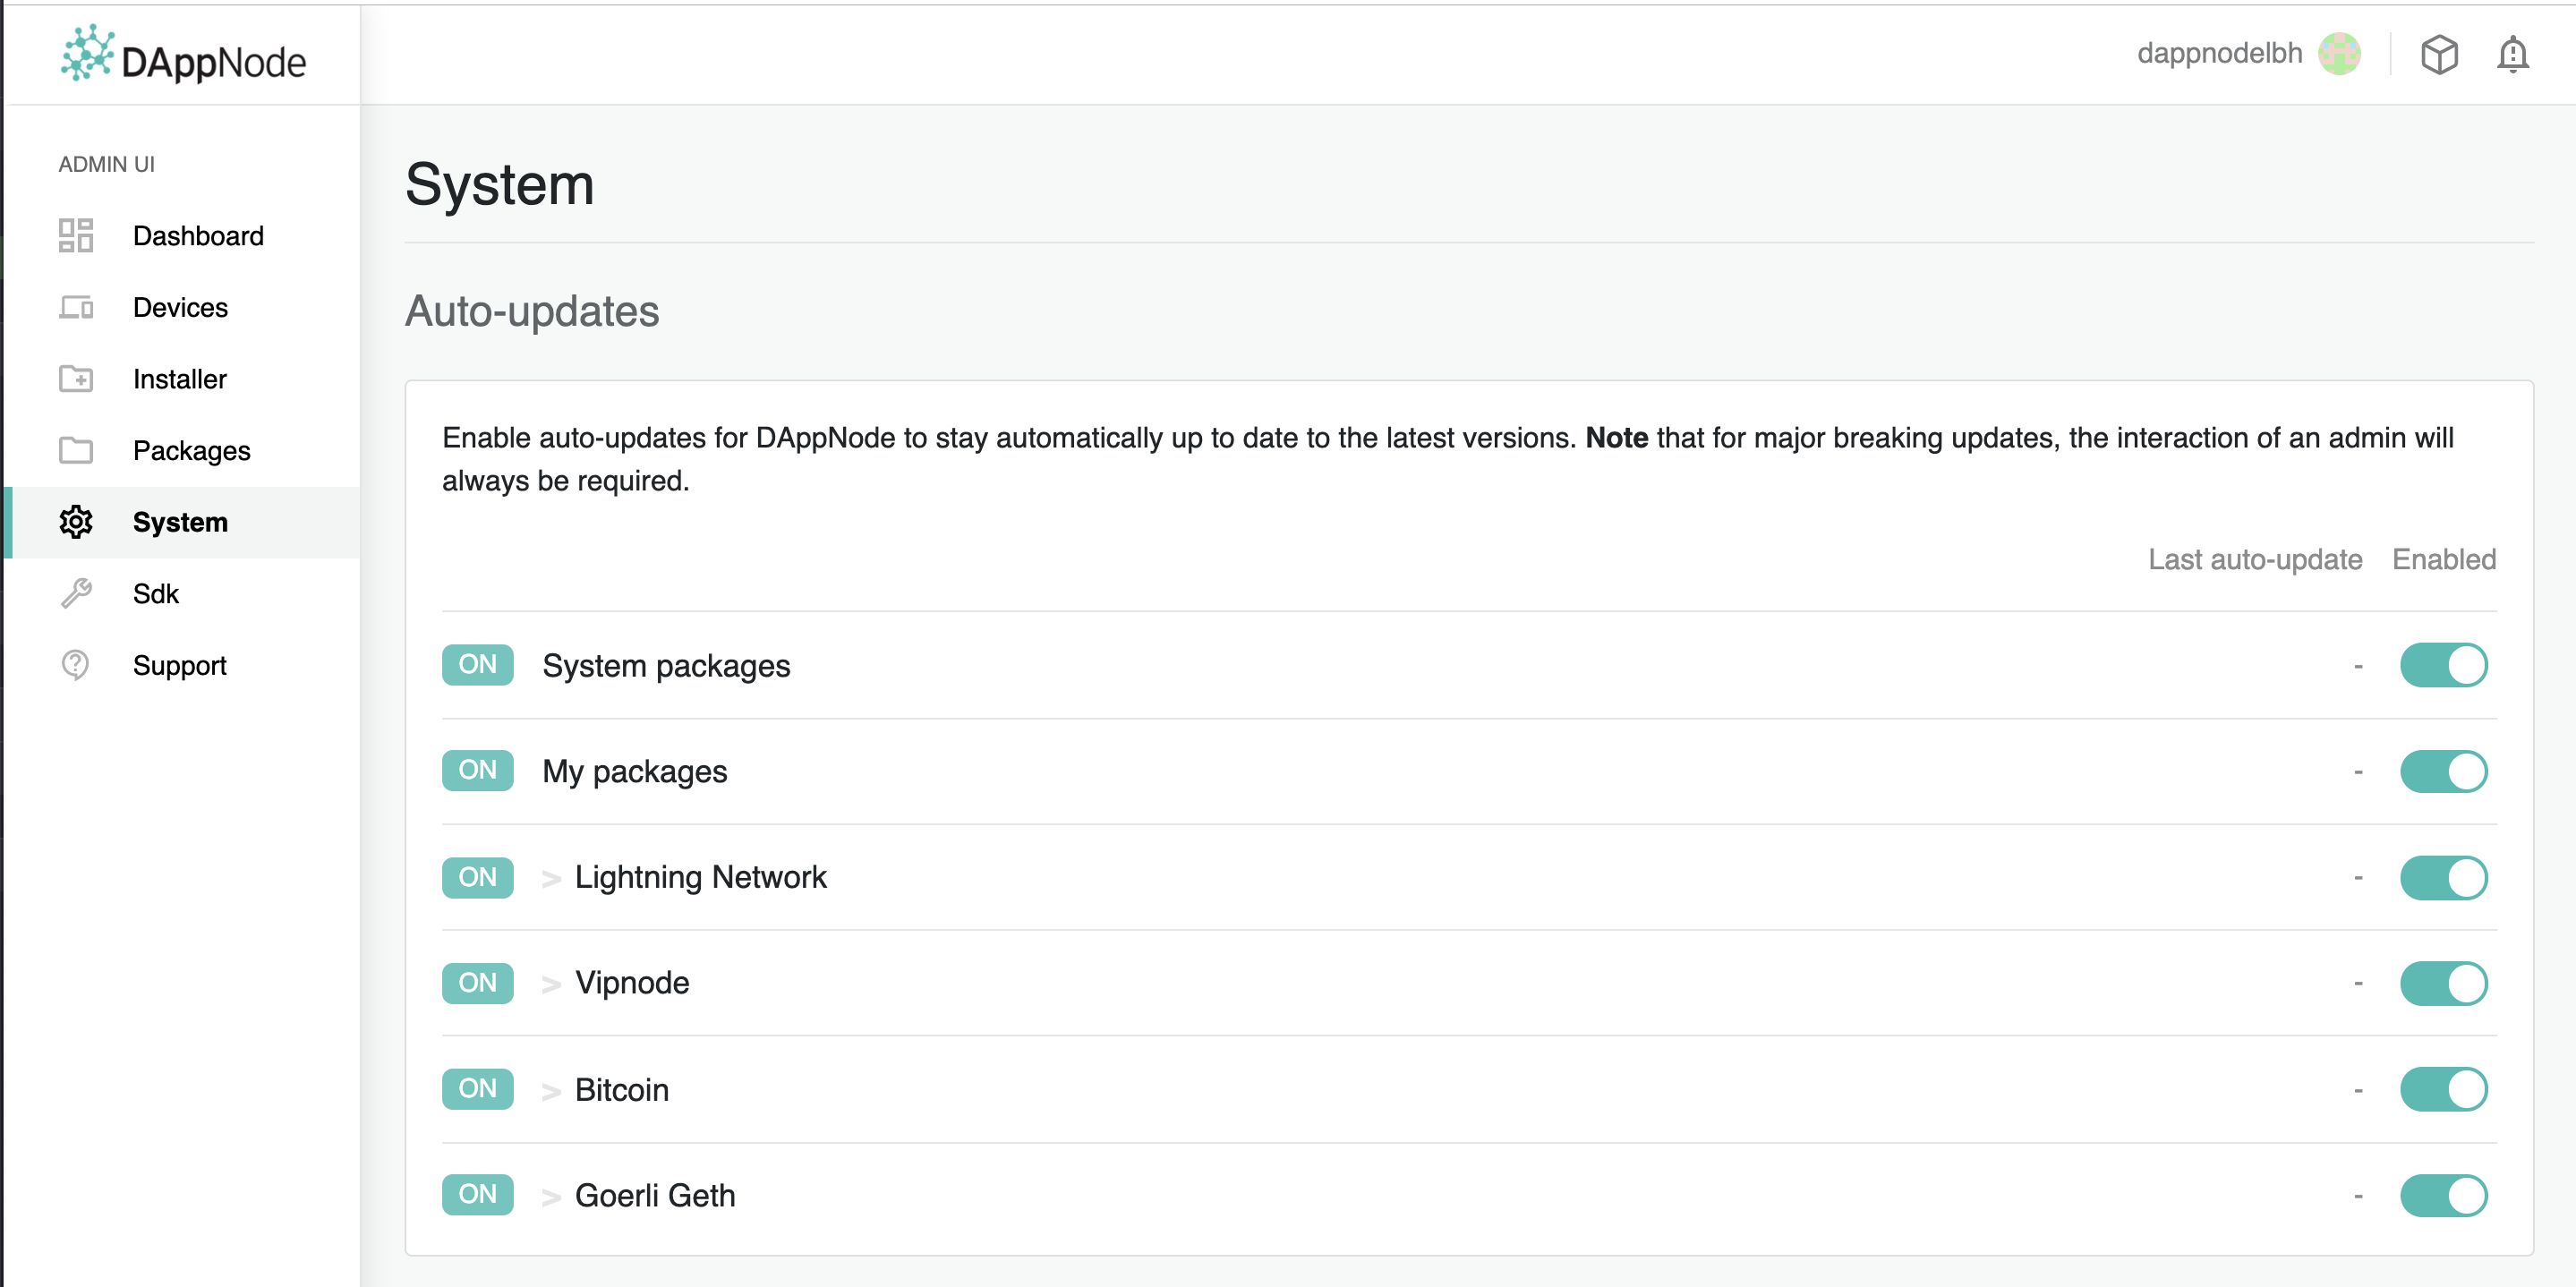 DAppNode
dappnodelbh
ADMIN UI
Dashboard
Devices
Installer
Packages
System
Sdk
Support
System
Auto-updates
Enable auto-updates for DAppNode to stay automatically up to date to the latest versions. Note that for major breaking updates, the interaction of an admin will
always be required.
Last auto-update Enabled
ON System packages -
ON My packages -
ON > Lightning Network -
ON > Vipnode -
ON > Bitcoin -
ON > Goerli Geth -